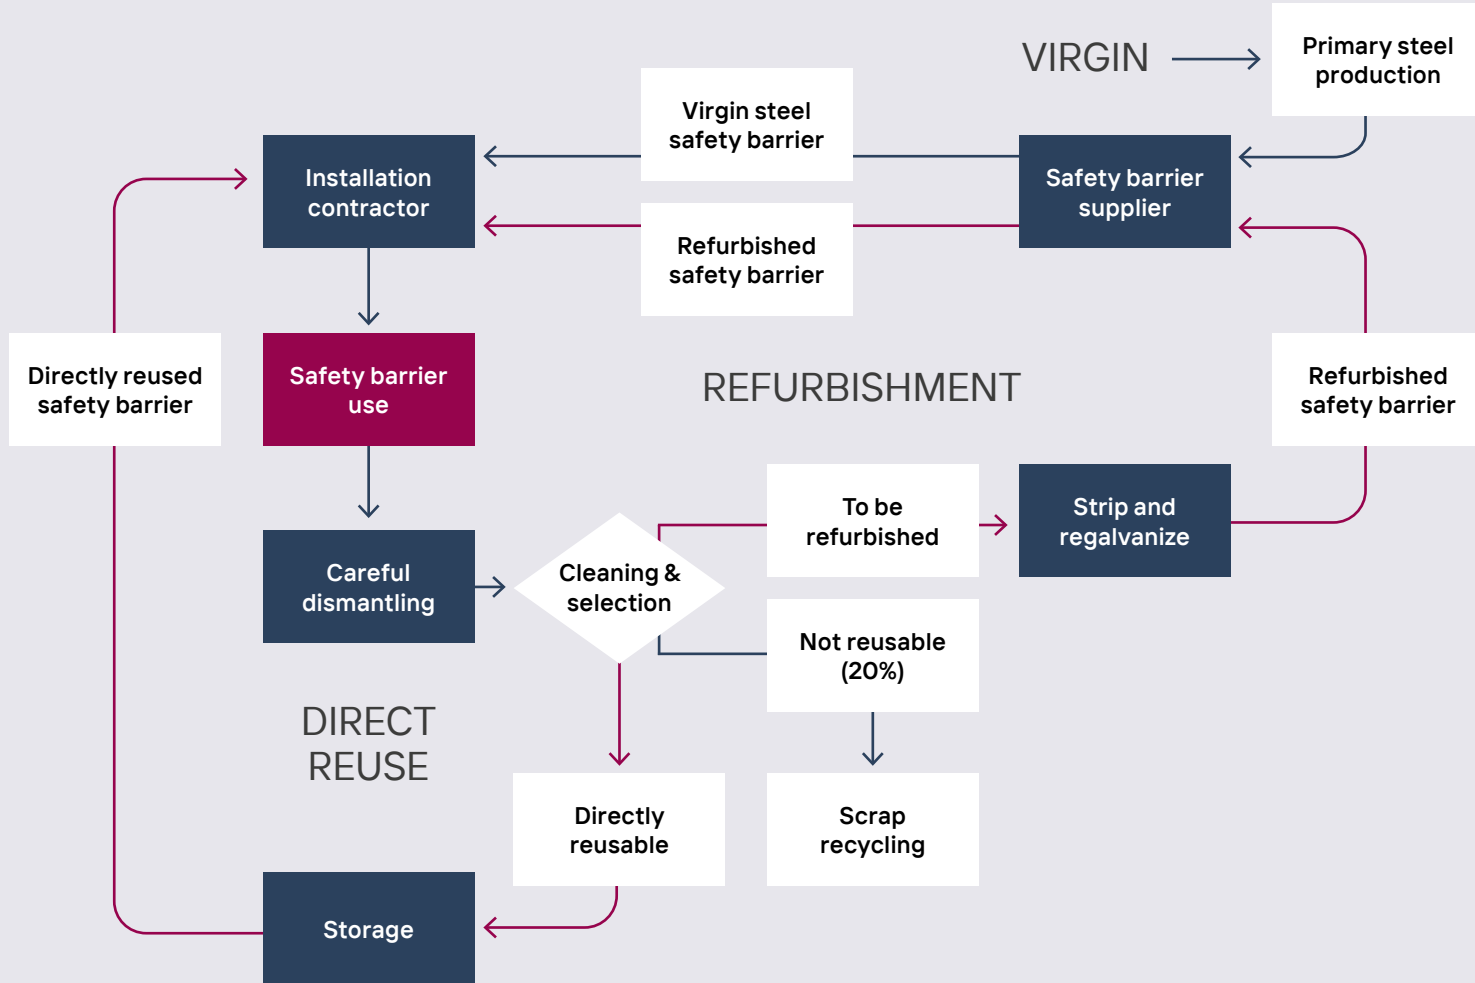 VIRGIN
Primary steel
production
Virgin steel
safety barrier
Installation
contractor
Safety barrier
supplier
Refurbished
safety barrier
Directly reused
safety barrier
Safety barrier
use
REFURBISHMENT
Refurbished
safety barrier
To be
refurbished
Strip and
regalvanize
Careful
dismantling
Cleaning &
selection
Not reusable
(20%)
DIRECT
REUSE
Directly
reusable
Scrap
recycling
Storage